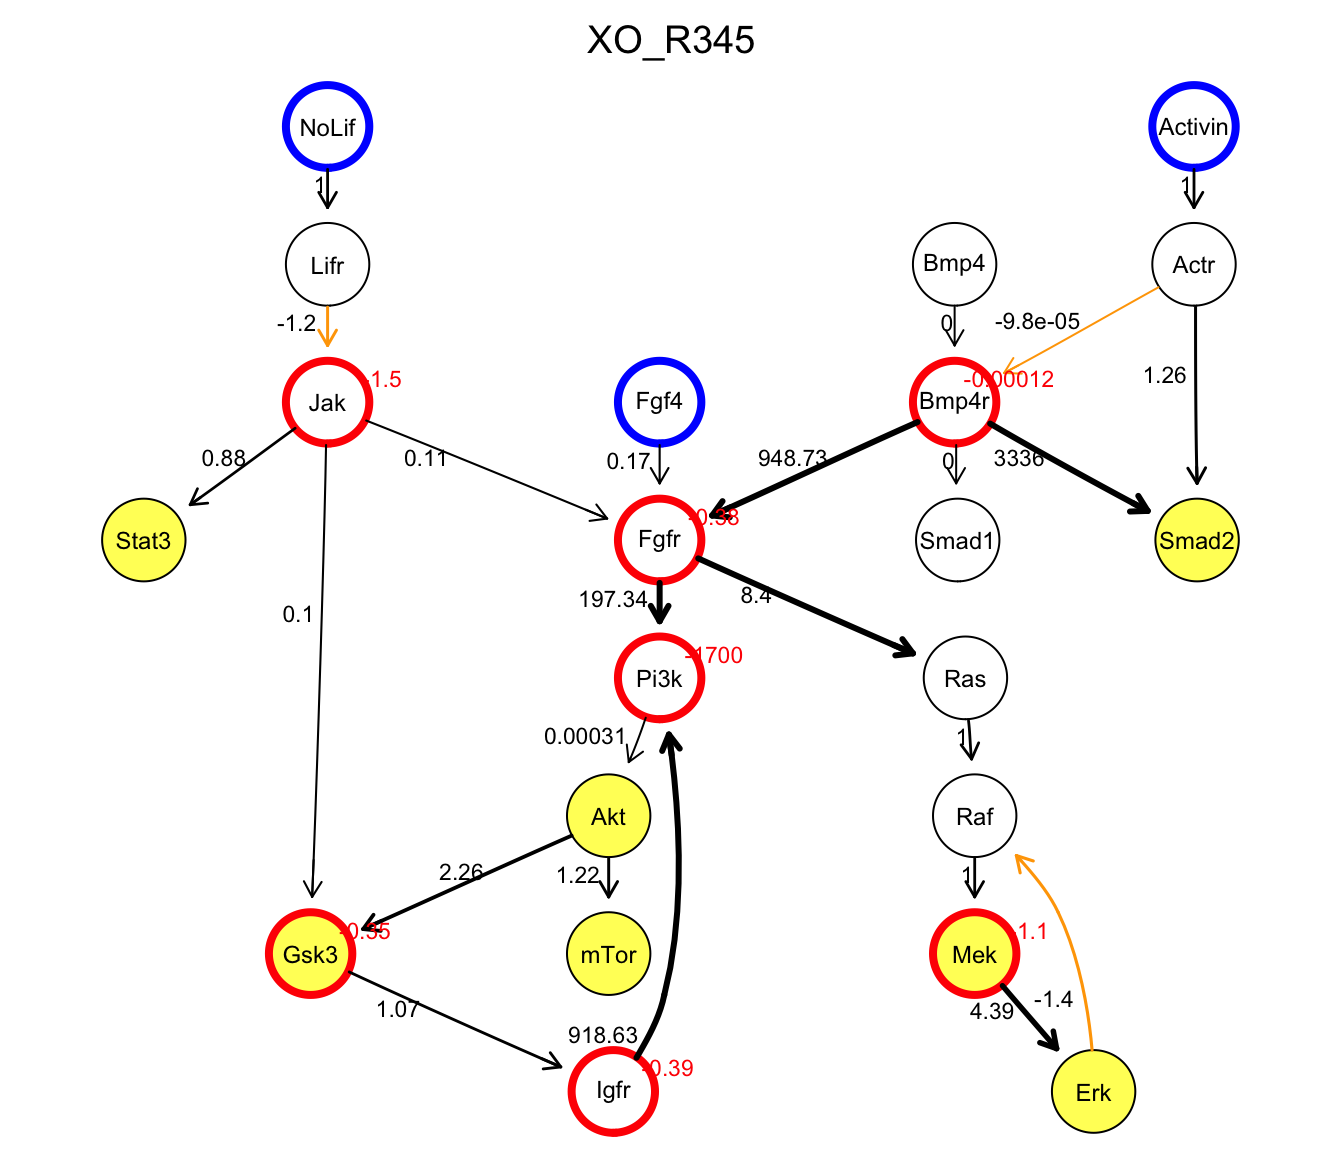 XO_R345
NoLif
Activin
1
1
Lifr
Bmp4
Actr
-1.2
0
-9.8e-05
-1.5
-0.00012
1.26
Jak
Fgf4
Bmp4r
0.88
0.11
0.17
948.73
0
3336
-0.38
Stat3
Fgfr
Smad1
Smad2
197.34
8.4
0.1
-1700
Pi3k
Ras
0.00031
1
Akt
Raf
2.26
1.22
1
-0.35
-1.1
Gsk3
mTor
Mek
1.07
4.39
-1.4
918.63
-0.39
Igfr
Erk